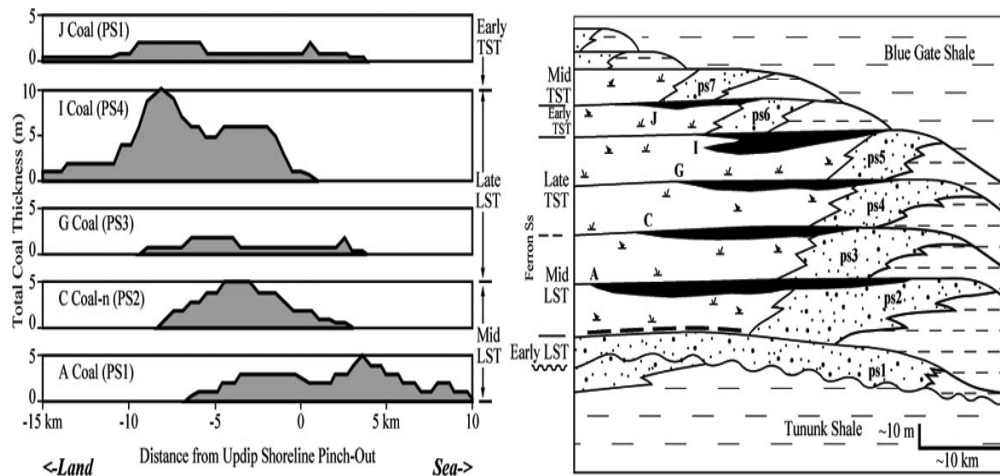 Total Coal Thickness (m)
5
0
J Coal (PS1)
Early
TST
10
5
0
I Coal (PS4)
Late
LST
5
0
G Coal (PS3)
5
0
C Coal-n (PS2)
Mid
LST
5
0
A Coal (PS1)
-15 km
-10
-5
0
5
10
Distance from Updip Shoreline Pinch-Out
<-Land
Sea->
Blue Gate Shale
Mid
TST
ps7
Early
TST
J
ps6
I
ps5
G
Late
TST
ps4
C
Ferron Ss
ps3
A
Mid
LST
ps2
Early LST
ps1
Tununk Shale
~10 m
~10 km